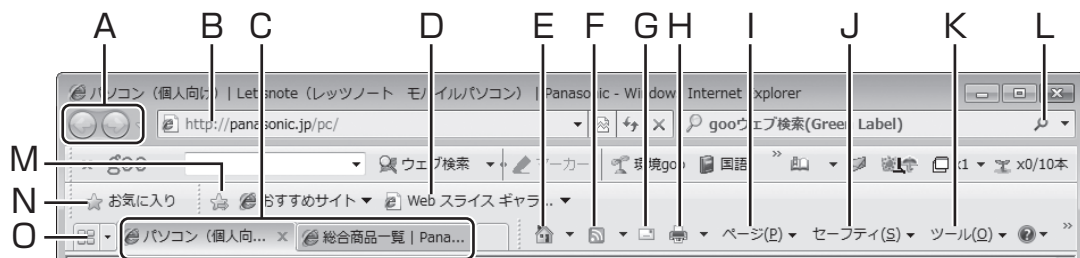 A B C D E F G H I J K L
パソコン（個人向け）| Let'snote（レッツノート モバイルパソコン）| Panasonic - Windows Internet Explorer
http://panasonic.jp/pc/ gooウェブ検索(Green Label)
goo ウェブ検索 マーカー 環境goo 国語 » x1 x0/10本
M
N お気に入り おすすめサイト Web スライス ギャラ...
O パソコン（個人向... x 総合商品一覧 | Pana... ページ(P) セーフティ(S) ツール(O) »